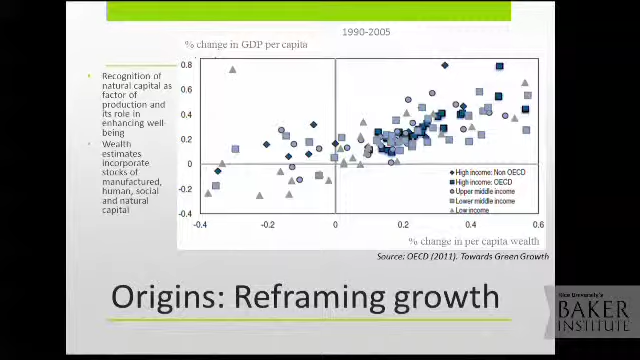 1990-2005
% change in GDP per capita
• Recognition of
natural capital as
factor of
production and
its role in
enhancing well-
being
• Wealth
estimates
incorporate
stocks of
manufactured,
human, social
and natural
capital
0.8
0.6
0.4
0.2
0
-0.2
-0.4
-0.4 -0.2 0 0.2 0.4 0.6
High income: Non OECD
High income: OECD
Upper middle income
Lower middle income
Low income
% change in per capita wealth
Source: OECD (2011). Towards Green Growth
Origins: Reframing growth
Rice University's
BAKER
INSTITUTE